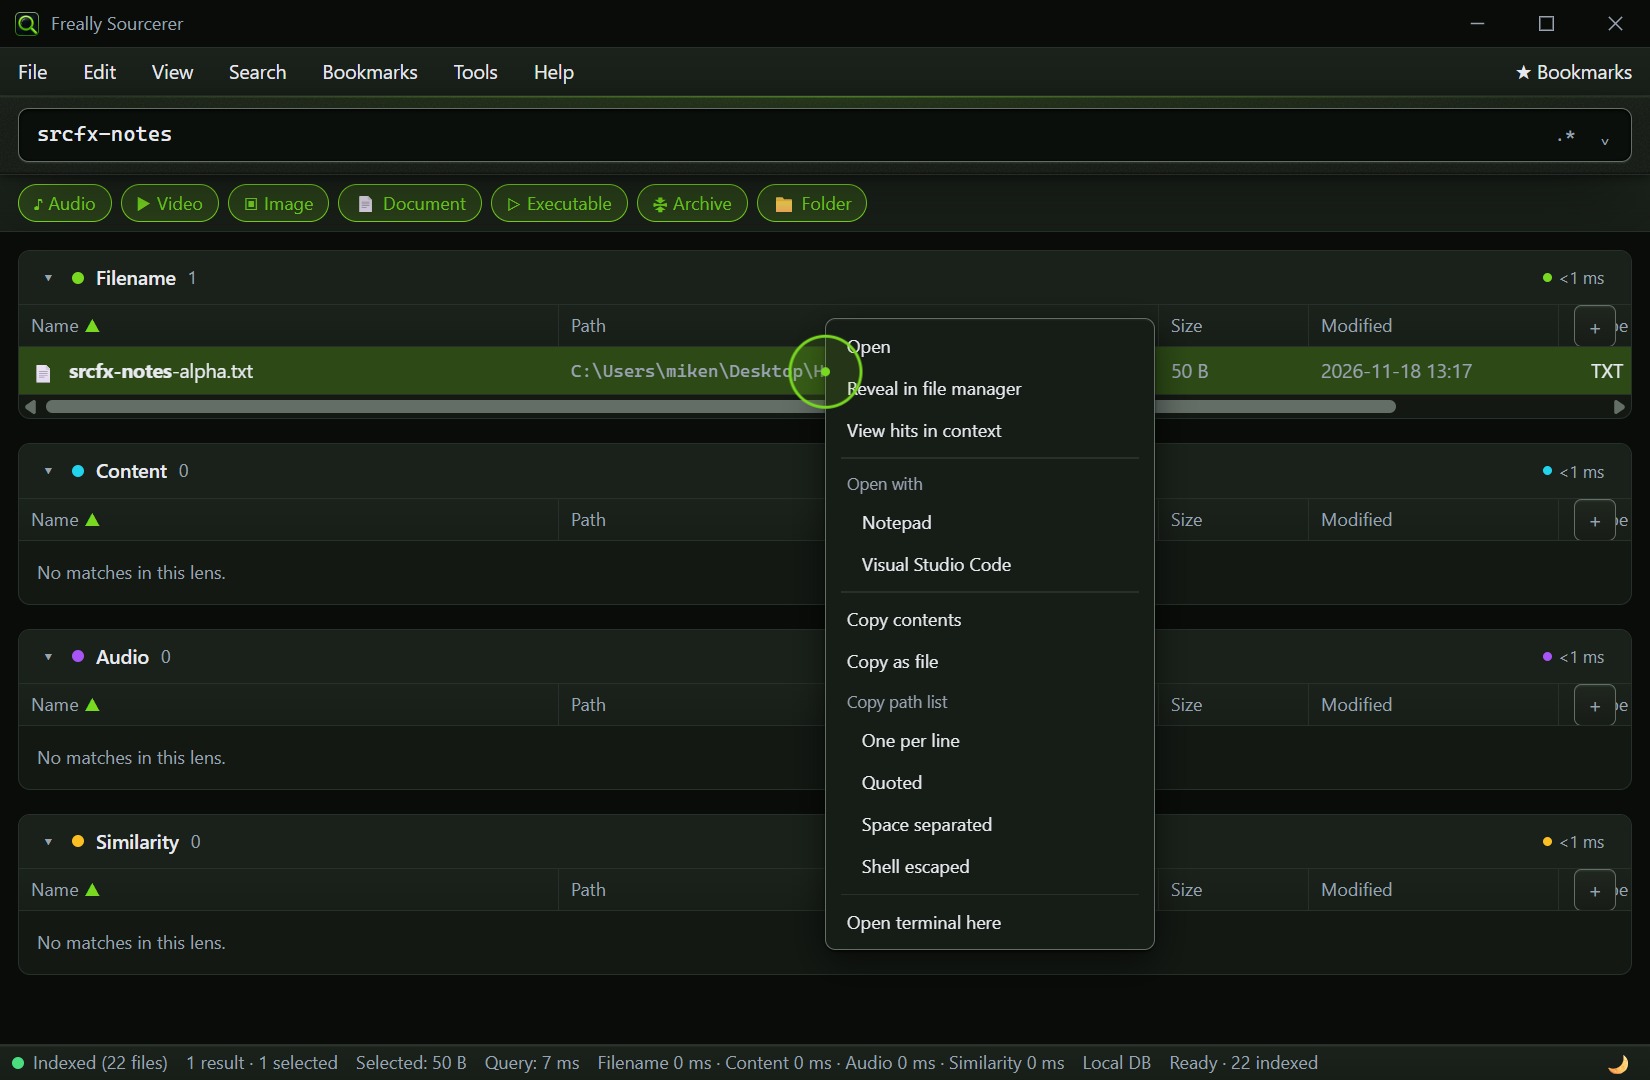 Freally Sourcerer
File Edit View Search Bookmarks Tools Help ★ Bookmarks
srcfx-notes .*
Audio Video Image Document Executable Archive Folder
Filename 1 <1 ms
Name ▲ Path Size Modified +
srcfx-notes-alpha.txt C:\Users\miken\Desktop\H 50 B 2026-11-18 13:17 TXT
Open
Reveal in file manager
View hits in context
Content 0 <1 ms
Open with
Name ▲ Path Size Modified +
Notepad
Visual Studio Code
No matches in this lens.
Copy contents
Audio 0 <1 ms
Copy as file
Copy path list
Name ▲ Path Size Modified +
One per line
No matches in this lens.
Quoted
Space separated
Similarity 0 <1 ms
Shell escaped
Name ▲ Path Size Modified +
Open terminal here
No matches in this lens.
Indexed (22 files) 1 result · 1 selected Selected: 50 B Query: 7 ms Filename 0 ms · Content 0 ms · Audio 0 ms · Similarity 0 ms Local DB Ready · 22 indexed